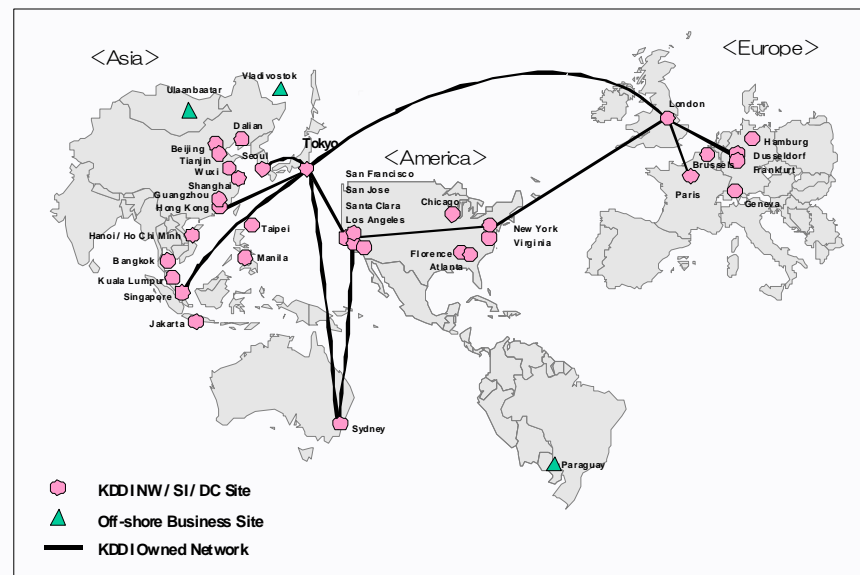 <Asia>
<Europe>
<America>
Vladivostok
Ulaanbaatar
Dalian
Beijing
Tianjin
Seoul
Wuxi
Shanghai
Guangzhou
Hong Kong
Tokyo
Taipei
Hanoi / Ho Chi Minh
Manila
Bangkok
Kuala Lumpur
Singapore
Jakarta
Sydney
San Francisco
San Jose
Santa Clara
Los Angeles
Chicago
New York
Virginia
Florence
Atlanta
Paraguay
London
Hamburg
Dusseldorf
Brussels
Frankfurt
Paris
Geneva
KDDI NW / SI / DC Site
Off-shore Business Site
KDDI Owned Network